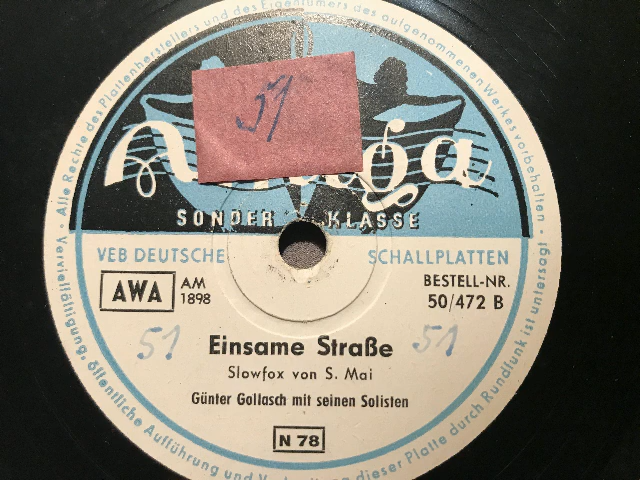 · Alle Rechte des Plattenherstellers und des Eigentümers des aufgenommenen Werkes vorbehalten
51
Amiga
SONDER KLASSE
VEB DEUTSCHE SCHALLPLATTEN
AWA
AM
1898
BESTELL-NR.
50/472 B
51
51
Einsame Straße
Slowfox von S. Mai
Günter Gollasch mit seinen Solisten
N 78
· Vervielfältigung, öffentliche Aufführung und dieser Platte durch Rundfunk ist untersagt ·